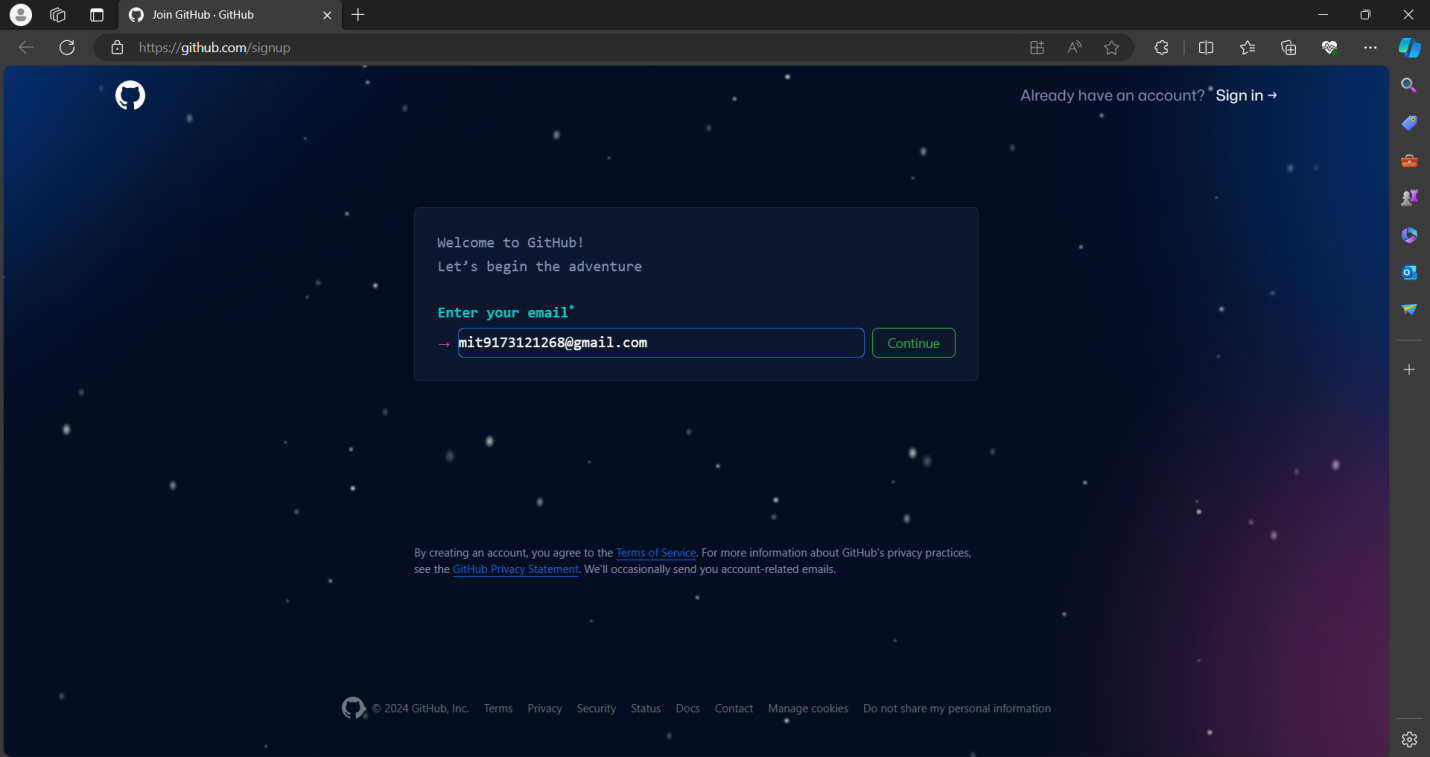 Join GitHub · GitHub
https://github.com/signup
Already have an account? Sign in →
Welcome to GitHub!
Let’s begin the adventure
Enter your email*
→ mit9173121268@gmail.com Continue
By creating an account, you agree to the Terms of Service. For more information about GitHub's privacy practices,
see the GitHub Privacy Statement. We'll occasionally send you account-related emails.
© 2024 GitHub, Inc. Terms Privacy Security Status Docs Contact Manage cookies Do not share my personal information